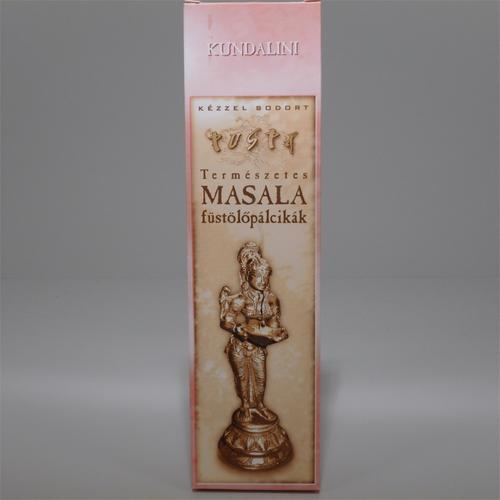 KUNDALINI
KÉZZEL SODORT
PUSPA
Természetes
MASALA
füstölőpálcikák